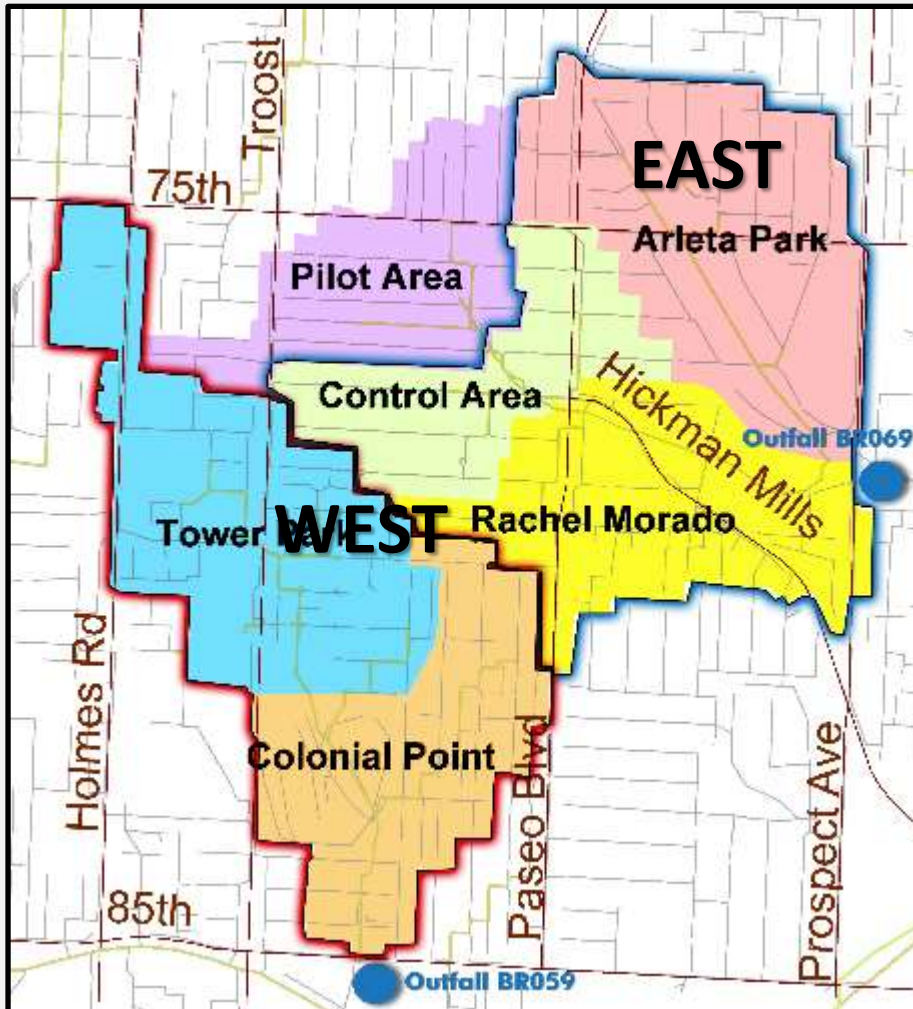 Troost
EAST
75th
Arleta Park
Pilot Area
Control Area
Hickman Mills
Outfall BR069
Tower Park
WEST
Rachel Morado
Holmes Rd
Colonial Point
Paseo Blvd
Prospect Ave
85th
Outfall BR059